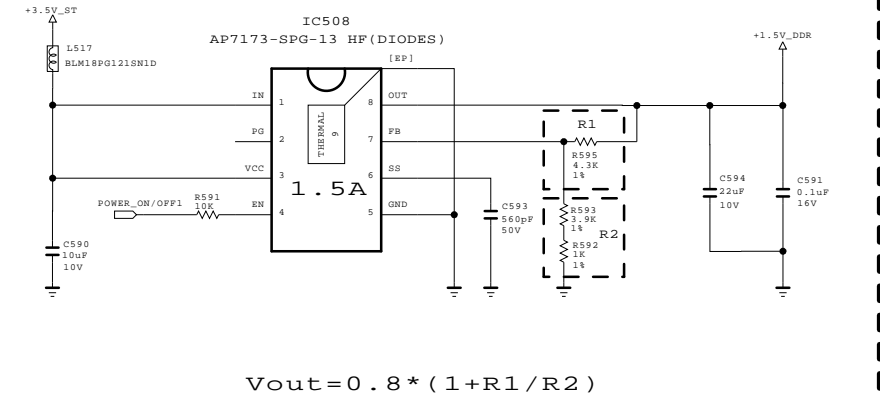 +3.5V_ST
IC508
AP7173-SPG-13 HF(DIODES)
+1.5V_DDR
L517
BLM18PG121SN1D
[EP]
IN
1
8
OUT
PG
2
THERMAL
9
7
FB
R1
R595
4.3K
1%
VCC
3
6
SS
1.5A
C593
560pF
50V
C594
22uF
10V
C591
0.1uF
16V
POWER_ON/OFF1
R591
10K
EN
4
5
GND
R593
3.9K
1%
R2
R592
1K
1%
C590
10uF
10V
Vout=0.8*(1+R1/R2)